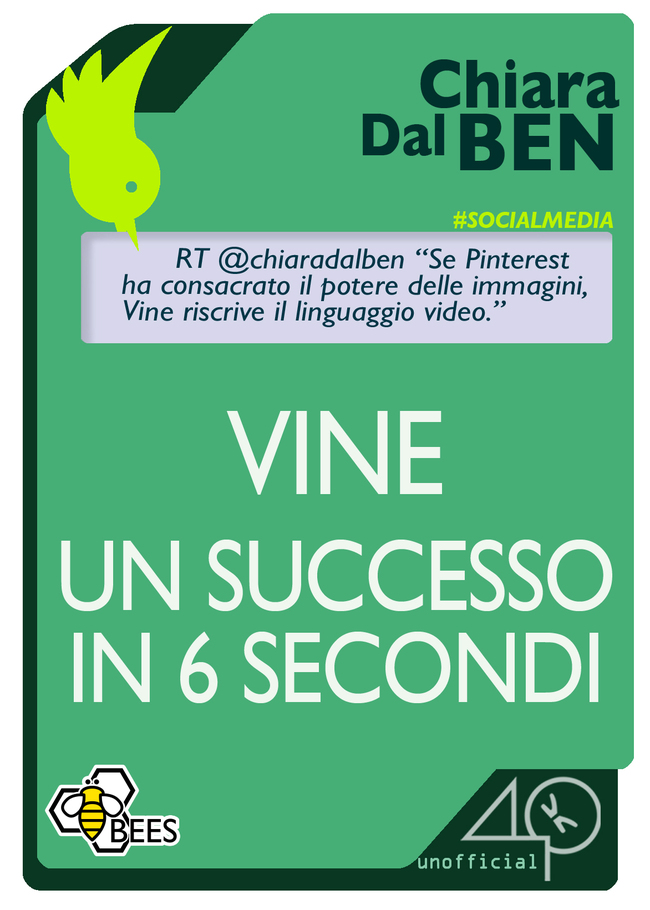 Chiara
Dal BEN
#SOCIALMEDIA
RT @chiaradalben “Se Pinterest
ha consacrato il potere delle immagini,
Vine riscrive il linguaggio video.”
VINE
UN SUCCESSO
IN 6 SECONDI
BEES
40K
unofficial